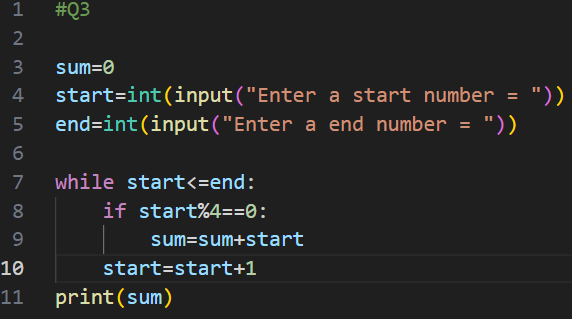 1 #Q3
2
3 sum=0
4 start=int(input("Enter a start number = "))
5 end=int(input("Enter a end number = "))
6
7 while start<=end:
8     if start%4==0:
9         sum=sum+start
10     start=start+1
11 print(sum)